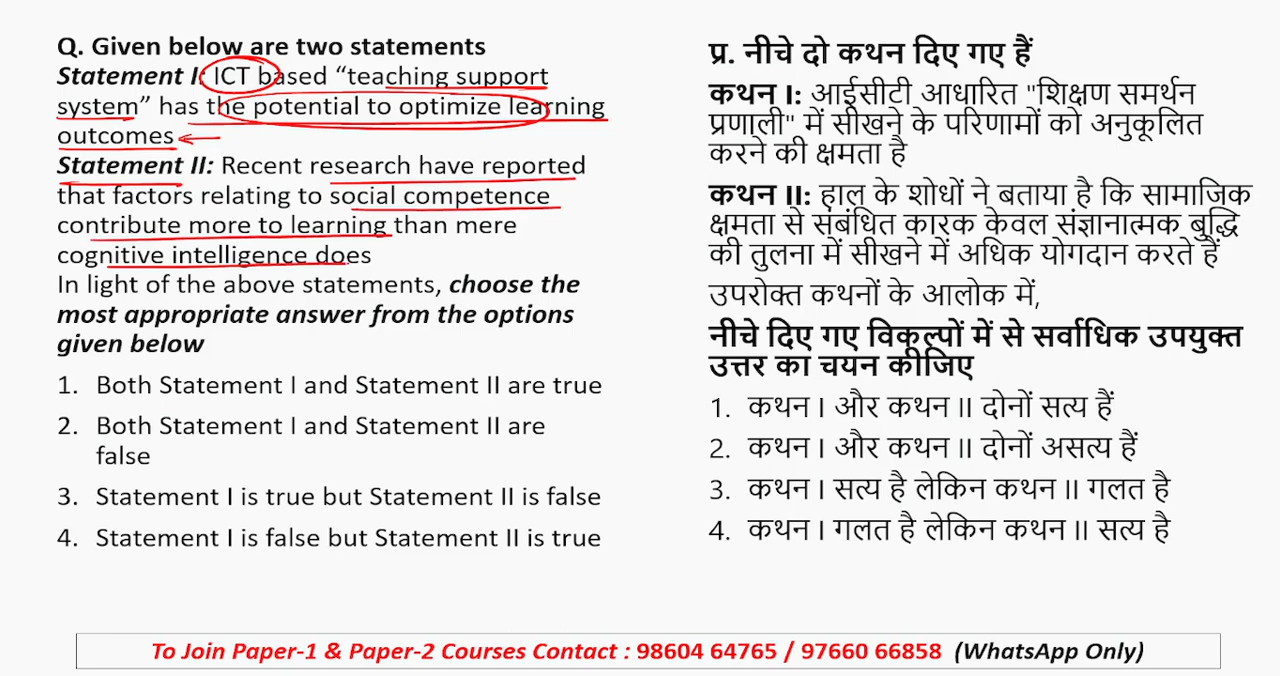 Q. Given below are two statements
Statement I: ICT based “teaching support
system” has the potential to optimize learning
outcomes
Statement II: Recent research have reported
that factors relating to social competence
contribute more to learning than mere
cognitive intelligence does
In light of the above statements, choose the
most appropriate answer from the options
given below
1. Both Statement I and Statement II are true
2. Both Statement I and Statement II are
false
3. Statement I is true but Statement II is false
4. Statement I is false but Statement II is true
प्र. नीचे दो कथन दिए गए हैं
कथन I: आईसीटी आधारित "शिक्षण समर्थन
प्रणाली" में सीखने के परिणामों को अनुकूलित
करने की क्षमता है
कथन II: हाल के शोधों ने बताया है कि सामाजिक
क्षमता से संबंधित कारक केवल संज्ञानात्मक बुद्धि
की तुलना में सीखने में अधिक योगदान करते हैं
उपरोक्त कथनों के आलोक में,
नीचे दिए गए विकल्पों में से सर्वाधिक उपयुक्त
उत्तर का चयन कीजिए
1. कथन I और कथन II दोनों सत्य हैं
2. कथन I और कथन II दोनों असत्य हैं
3. कथन I सत्य है लेकिन कथन II गलत है
4. कथन I गलत है लेकिन कथन II सत्य है
To Join Paper-1 & Paper-2 Courses Contact : 98604 64765 / 97660 66858 (WhatsApp Only)